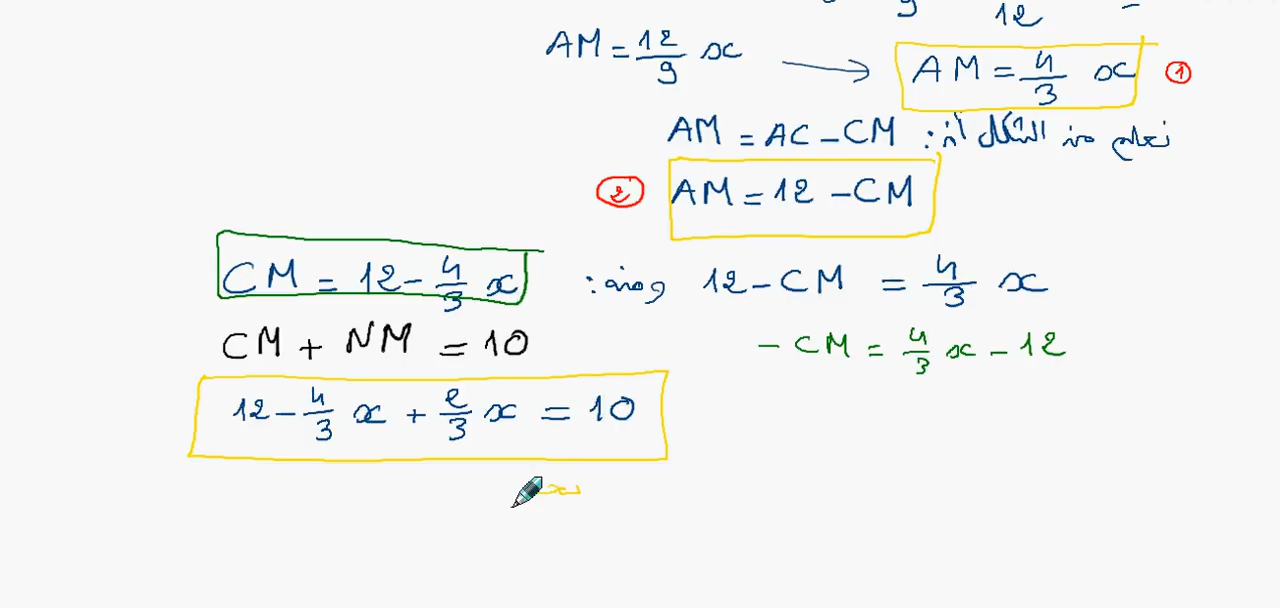 9 12
AM = 12/9 x → AM = 4/3 x ①
نعلم من الشكل أن: AM = AC - CM
② AM = 12 - CM
12 - CM = 4/3 x ومنه: CM = 12 - 4/3 x
- CM = 4/3 x - 12
CM + NM = 10
12 - 4/3 x + 2/3 x = 10